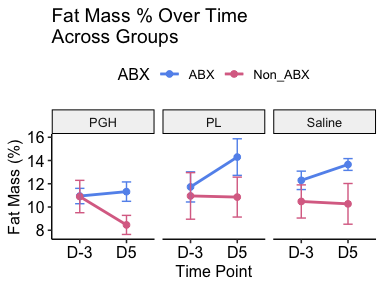 Fat Mass % Over Time
Across Groups
ABX ABX Non_ABX
PGH PL Saline
Fat Mass (%)
16
14
12
10
8
D-3 D5 D-3 D5 D-3 D5
Time Point